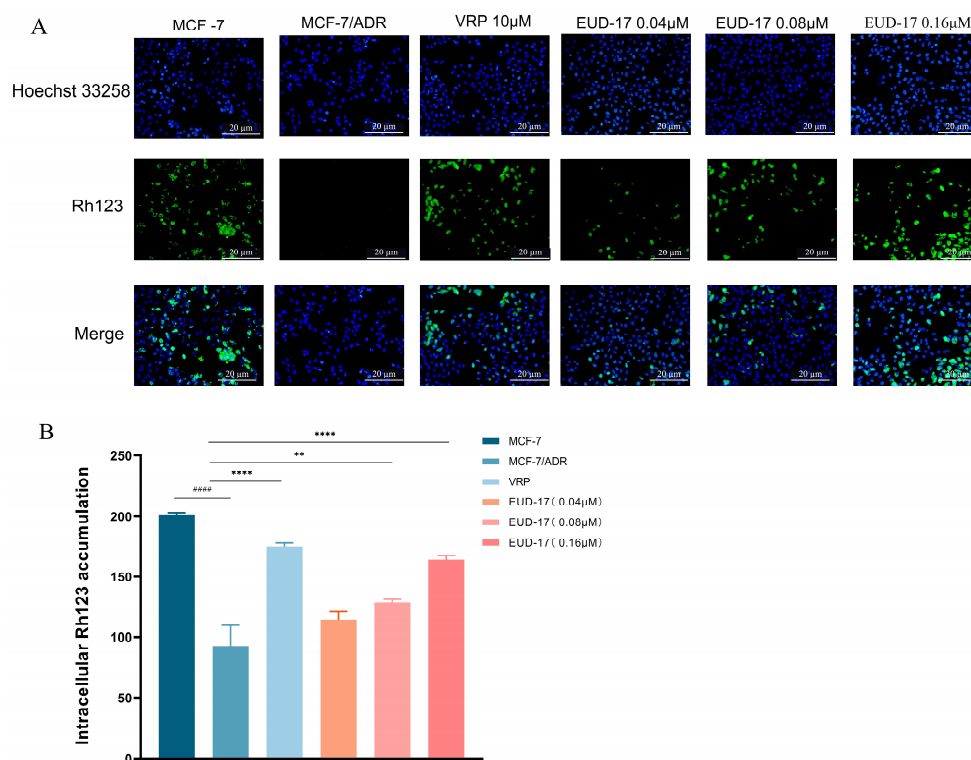 A
MCF -7
MCF-7/ADR
VRP 10μM
EUD-17 0.04μM
EUD-17 0.08μM
EUD-17 0.16μM
Hoechst 33258
20 μm
20 μm
20 μm
20 μm
20 μm
20 μm
Rh123
20 μm
20 μm
20 μm
20 μm
20 μm
20 μm
Merge
20 μm
20 μm
20 μm
20 μm
20 μm
20 μm
B
Intracellular Rh123 accumulation
250
200
150
100
50
0
####
****
**
****
MCF-7
MCF-7/ADR
VRP
EUD-17( 0.04μM)
EUD-17( 0.08μM)
EUD-17( 0.16μM)